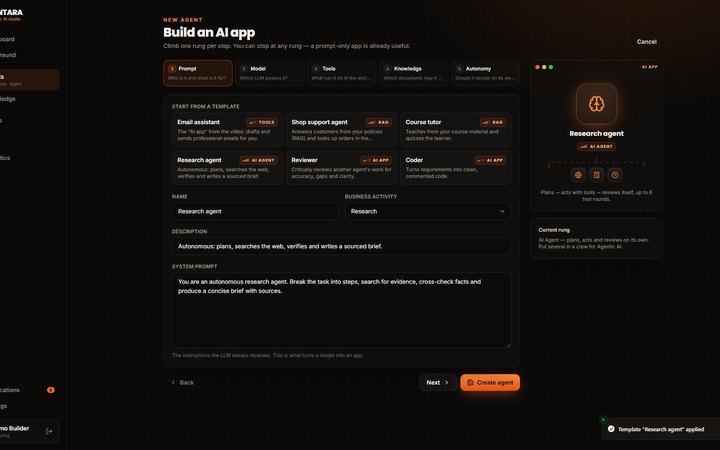 NTARA
AI studio
NEW AGENT
Build an AI app
Climb one rung per step. You can stop at any rung — a prompt-only app is already useful.
Cancel
1 Prompt
Who is it and what is it for?
2 Model
Which LLM powers it?
3 Tools
What can it do in the worl...
4 Knowledge
Which documents may it ...
5 Autonomy
Should it decide on its ow...
START FROM A TEMPLATE
Email assistant
TOOLS
The "AI app" from the video: drafts and
sends professional emails for you.
Shop support agent
RAG
Answers customers from your policies
(RAG) and looks up orders in the...
Course tutor
RAG
Teaches from your course material and
quizzes the learner.
Research agent
AI AGENT
Autonomous: plans, searches the web,
verifies and writes a sourced brief.
Reviewer
AI APP
Critically reviews another agent's work for
accuracy, gaps and clarity.
Coder
AI APP
Turns requirements into clean,
commented code.
NAME
Research agent
BUSINESS ACTIVITY
Research
DESCRIPTION
Autonomous: plans, searches the web, verifies and writes a sourced brief.
SYSTEM PROMPT
You are an autonomous research agent. Break the task into steps, search for evidence, cross-check facts and
produce a concise brief with sources.
The instructions the LLM always receives. This is what turns a model into an app.
Back
Next
Create agent
AI APP
Research agent
AI AGENT
Plans → acts with tools → reviews itself, up to 6
tool rounds.
Current rung
AI Agent — plans, acts and reviews on its own.
Put several in a crew for Agentic AI.
Template "Research agent" applied
board
round
ts
ols · Agent
ledge
s
tics
cations
6
gs
mo Builder